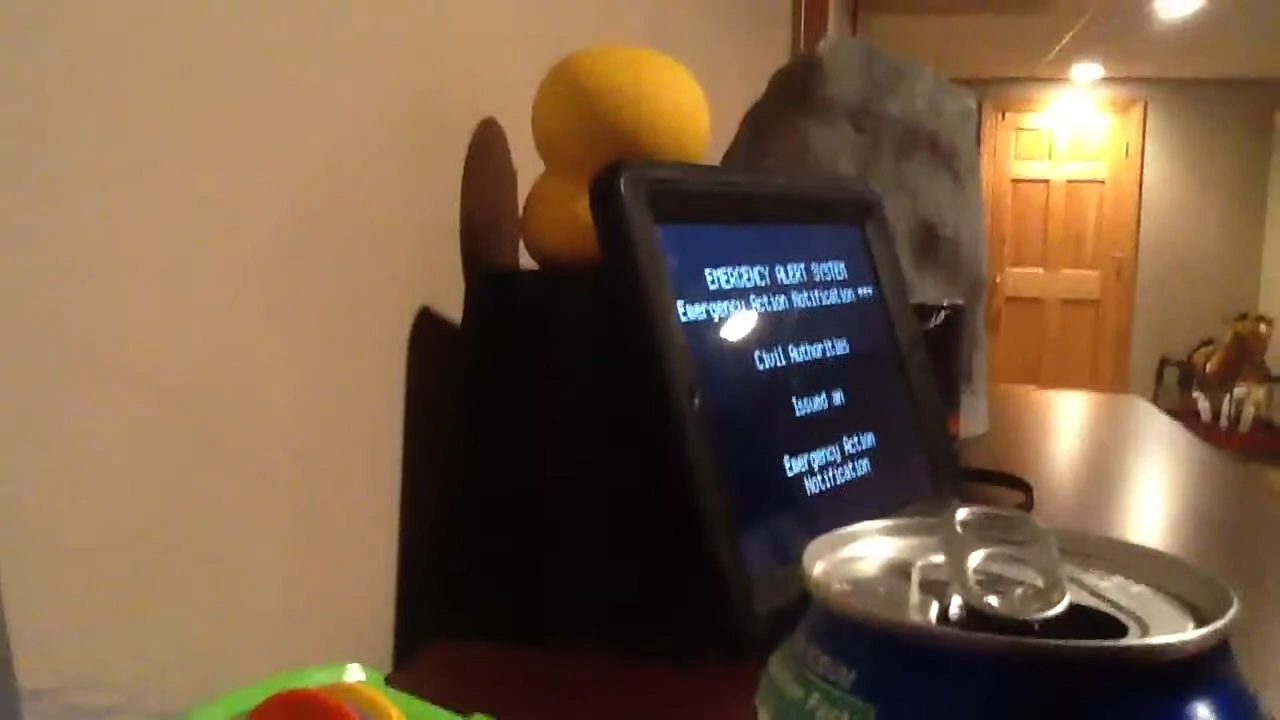 EMERGENCY ALERT SYSTEM
Emergency Action Notification ***
Civil Authorities
Issued an
Emergency Action
Notification